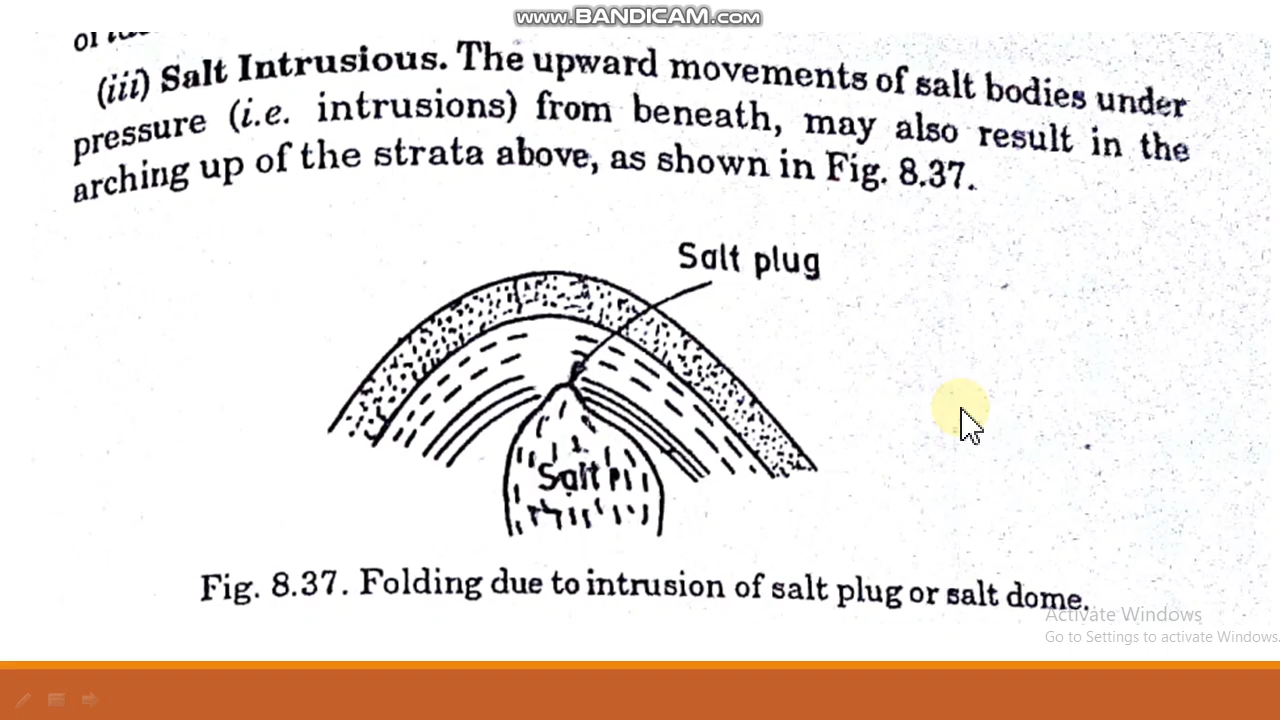 www.BANDICAM.com
(iii) Salt Intrusious. The upward movements of salt bodies under
pressure (i.e. intrusions) from beneath, may also result in the
arching up of the strata above, as shown in Fig. 8.37.
Salt plug
Salt
Fig. 8.37. Folding due to intrusion of salt plug or salt dome.
Activate Windows
Go to Settings to activate Windows.